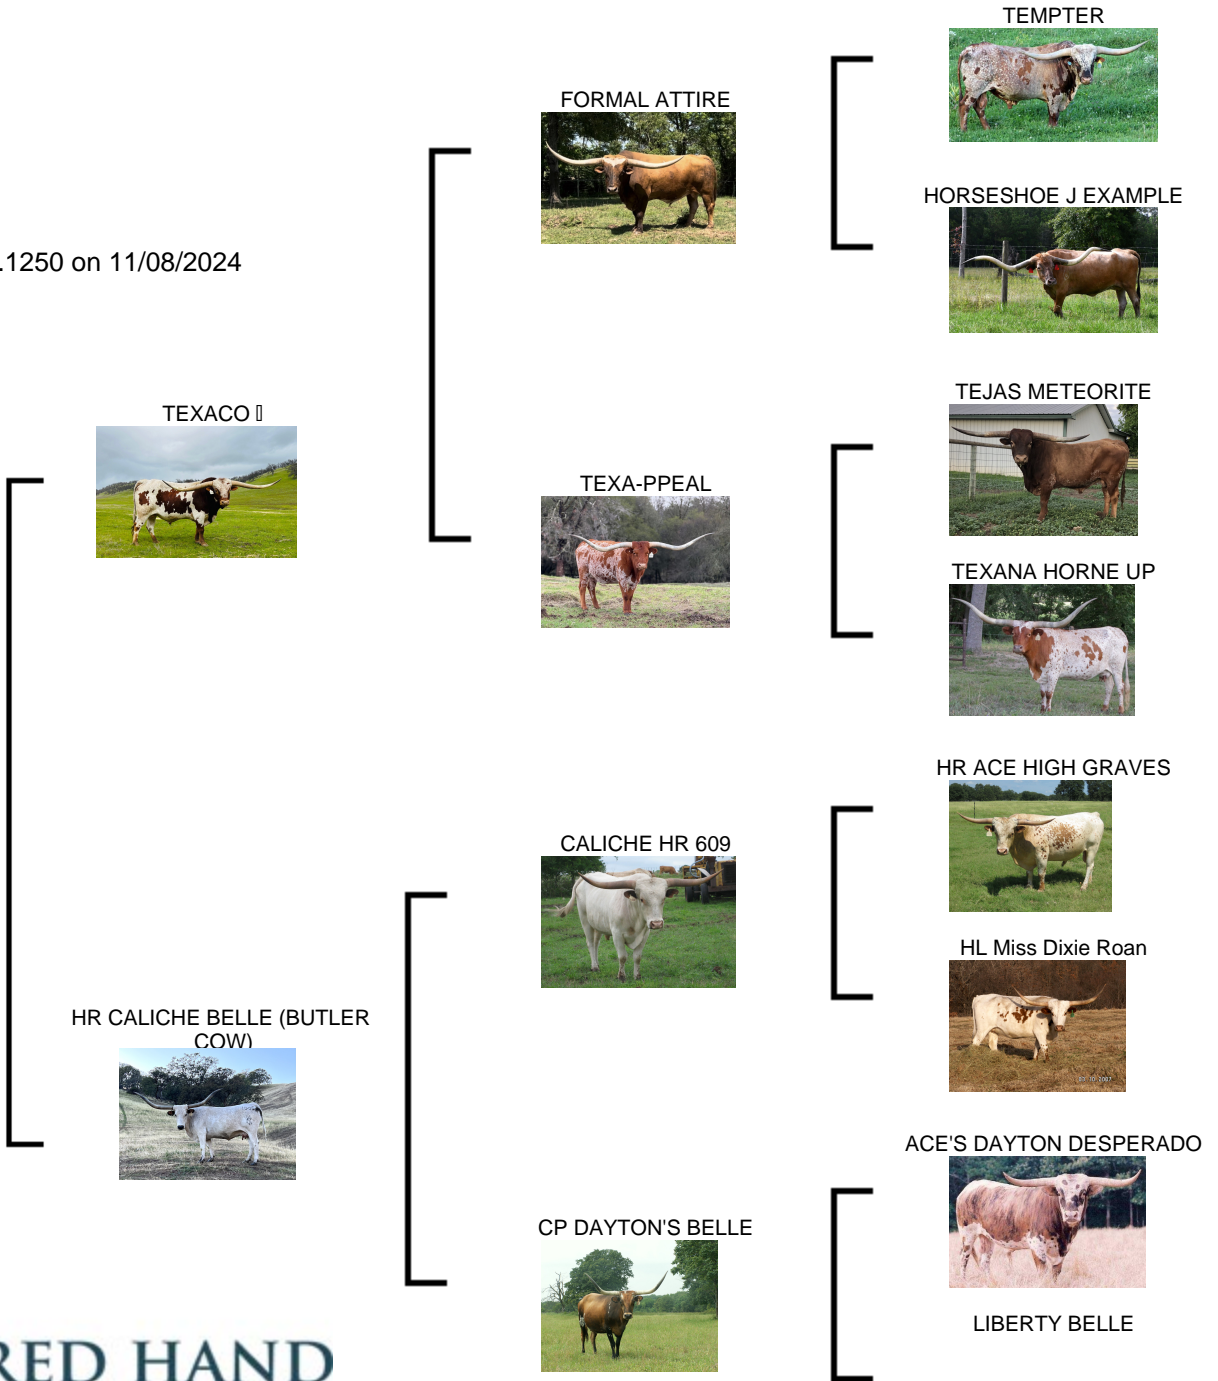 TEMPTER
FORMAL ATTIRE
HORSESHOE J EXAMPLE
.1250 on 11/08/2024
TEJAS METEORITE
TEXACO
TEXA-PPEAL
TEXANA HORNE UP
HR ACE HIGH GRAVES
CALICHE HR 609
HL Miss Dixie Roan
HR CALICHE BELLE (BUTLER
COW)
ACE'S DAYTON DESPERADO
CP DAYTON'S BELLE
LIBERTY BELLE
RED HAND